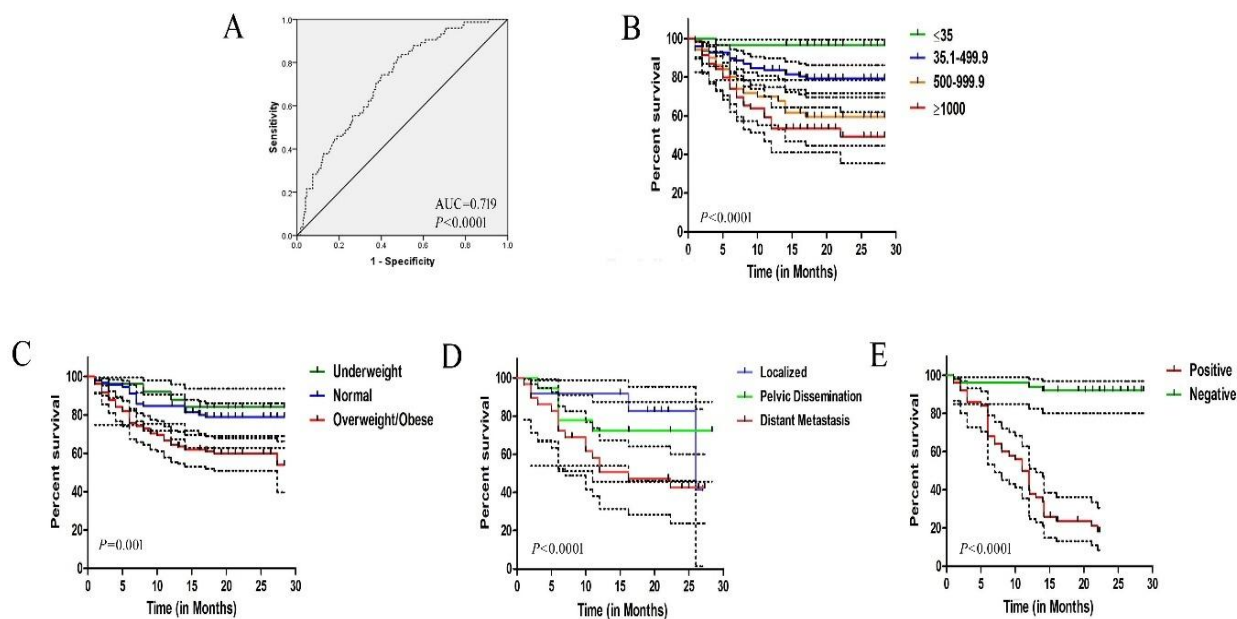 A
Sensitivity
1.0
0.8
0.6
0.4
0.2
0.0
0.0 0.2 0.4 0.6 0.8 1.0
1 - Specificity
AUC=0.719
P<0.0001
B
Percent survival
100
80
60
40
20
0
0 5 10 15 20 25 30
Time (in Months)
P<0.0001
≤35
35.1-499.9
500-999.9
≥1000
C
Percent survival
100
80
60
40
20
0
0 5 10 15 20 25 30
Time (in Months)
P=0.001
Underweight
Normal
Overweight/Obese
D
Percent survival
100
80
60
40
20
0
0 5 10 15 20 25 30
Time (in Months)
P<0.0001
Localized
Pelvic Dissemination
Distant Metastasis
E
Percent survival
100
80
60
40
20
0
0 5 10 15 20 25 30
Time (in Months)
P<0.0001
Positive
Negative